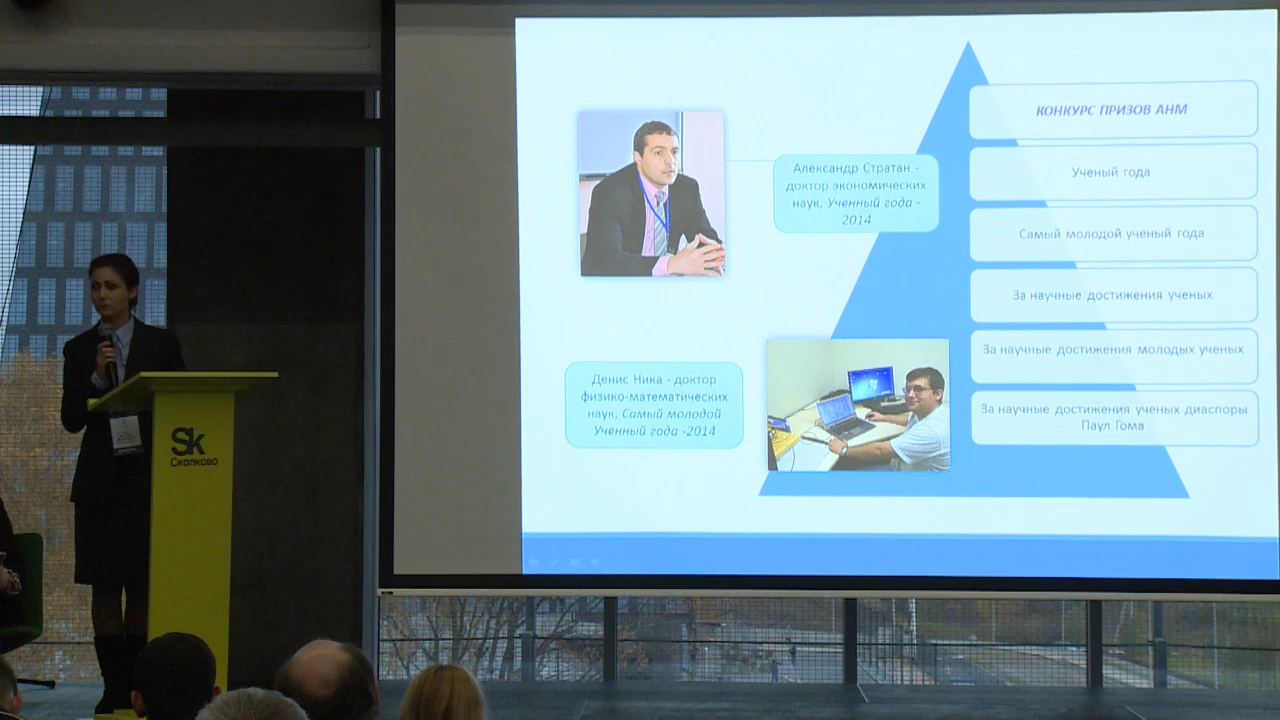 КОНКУРС ПРИЗОВ АНМ
Ученый года
Самый молодой ученый года
За научные достижения ученых
За научные достижения молодых ученых
За научные достижения ученых диаспоры
Паул Гома
Александр Стратан -
доктор экономических
наук, Ученный года -
2014
Денис Ника - доктор
физико-математических
наук, Самый молодой
Ученный года -2014
Sk
Сколково